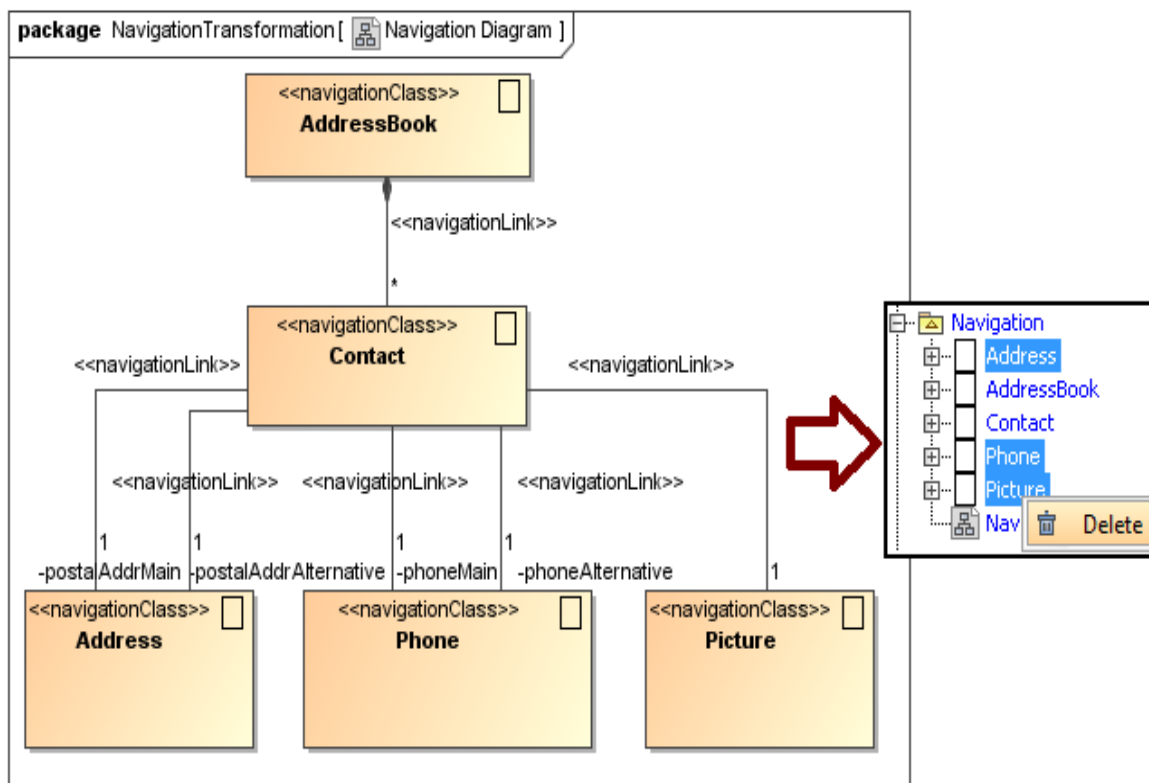 package NavigationTransformation [ Navigation Diagram ]
<<navigationClass>>
AddressBook
<<navigationLink>>
*
<<navigationClass>>
Contact
<<navigationLink>> <<navigationLink>>
<<navigationLink>> <<navigationLink>> <<navigationLink>>
1 1 1 1
-postalAddrMain -postalAddrAlternative -phoneMain -phoneAlternative 1
<<navigationClass>> <<navigationClass>> <<navigationClass>>
Address Phone Picture
Navigation
Address
AddressBook
Contact
Phone
Picture
Nav
Delete